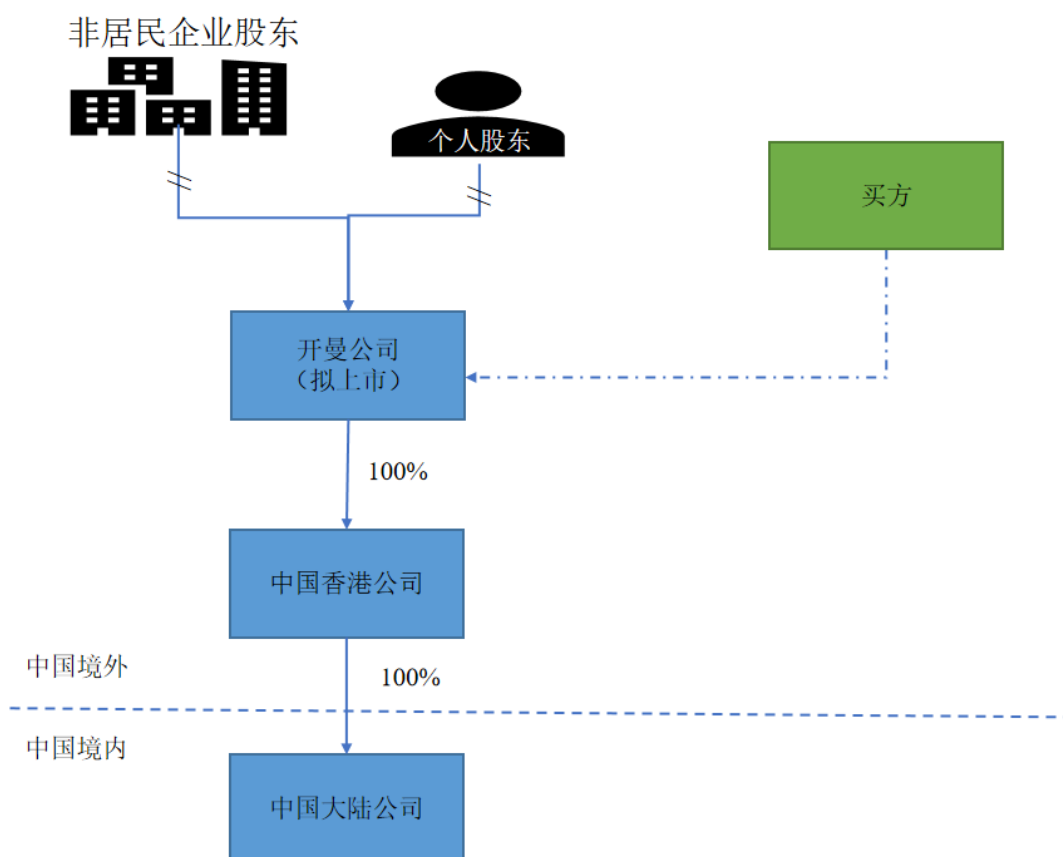 非居民企业股东
个人股东
买方
开曼公司
（拟上市）
100%
中国香港公司
中国境外
100%
中国境内
中国大陆公司